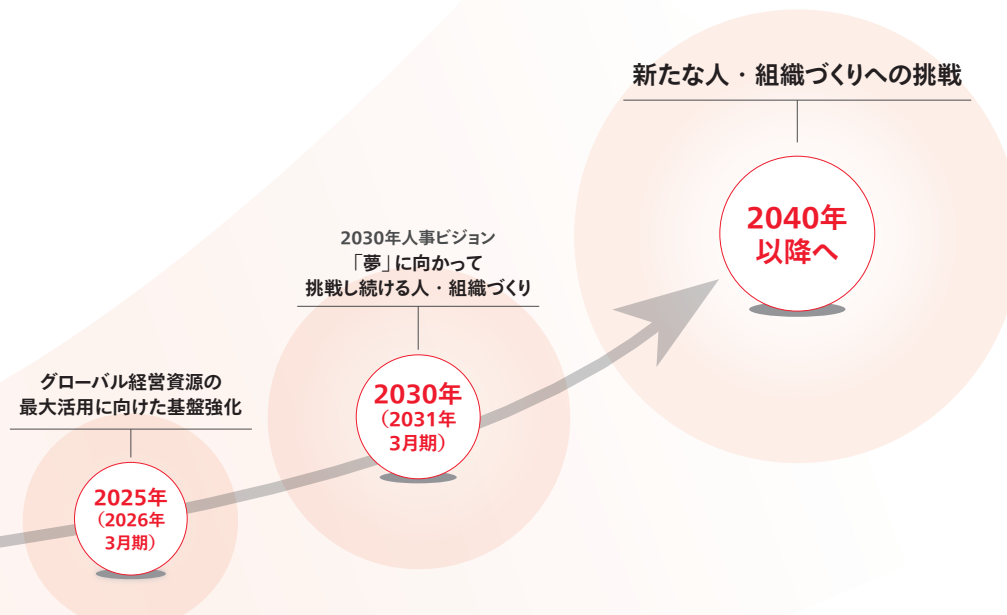 新たな人・組織づくりへの挑戦
2040年
以降へ
2030年人事ビジョン
「夢」に向かって
挑戦し続ける人・組織づくり
2030年
（2031年
3月期）
グローバル経営資源の
最大活用に向けた基盤強化
2025年
（2026年
3月期）